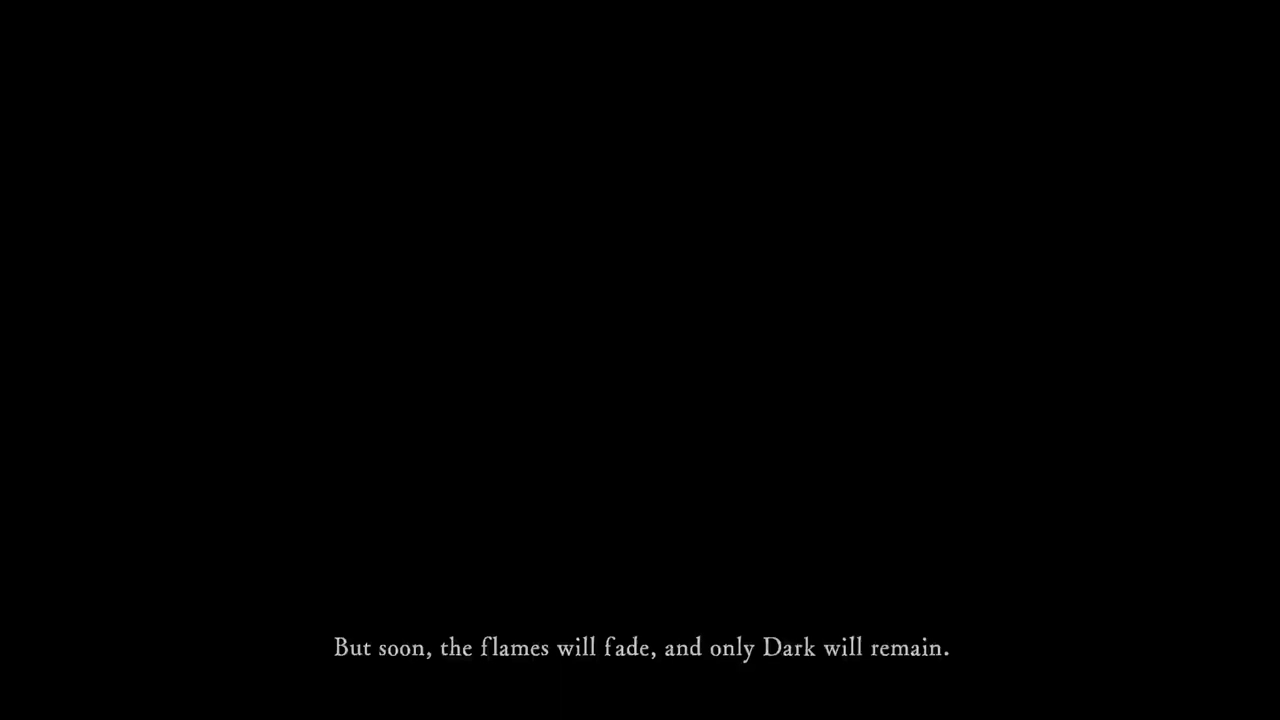 But soon, the flames will fade, and only Dark will remain.